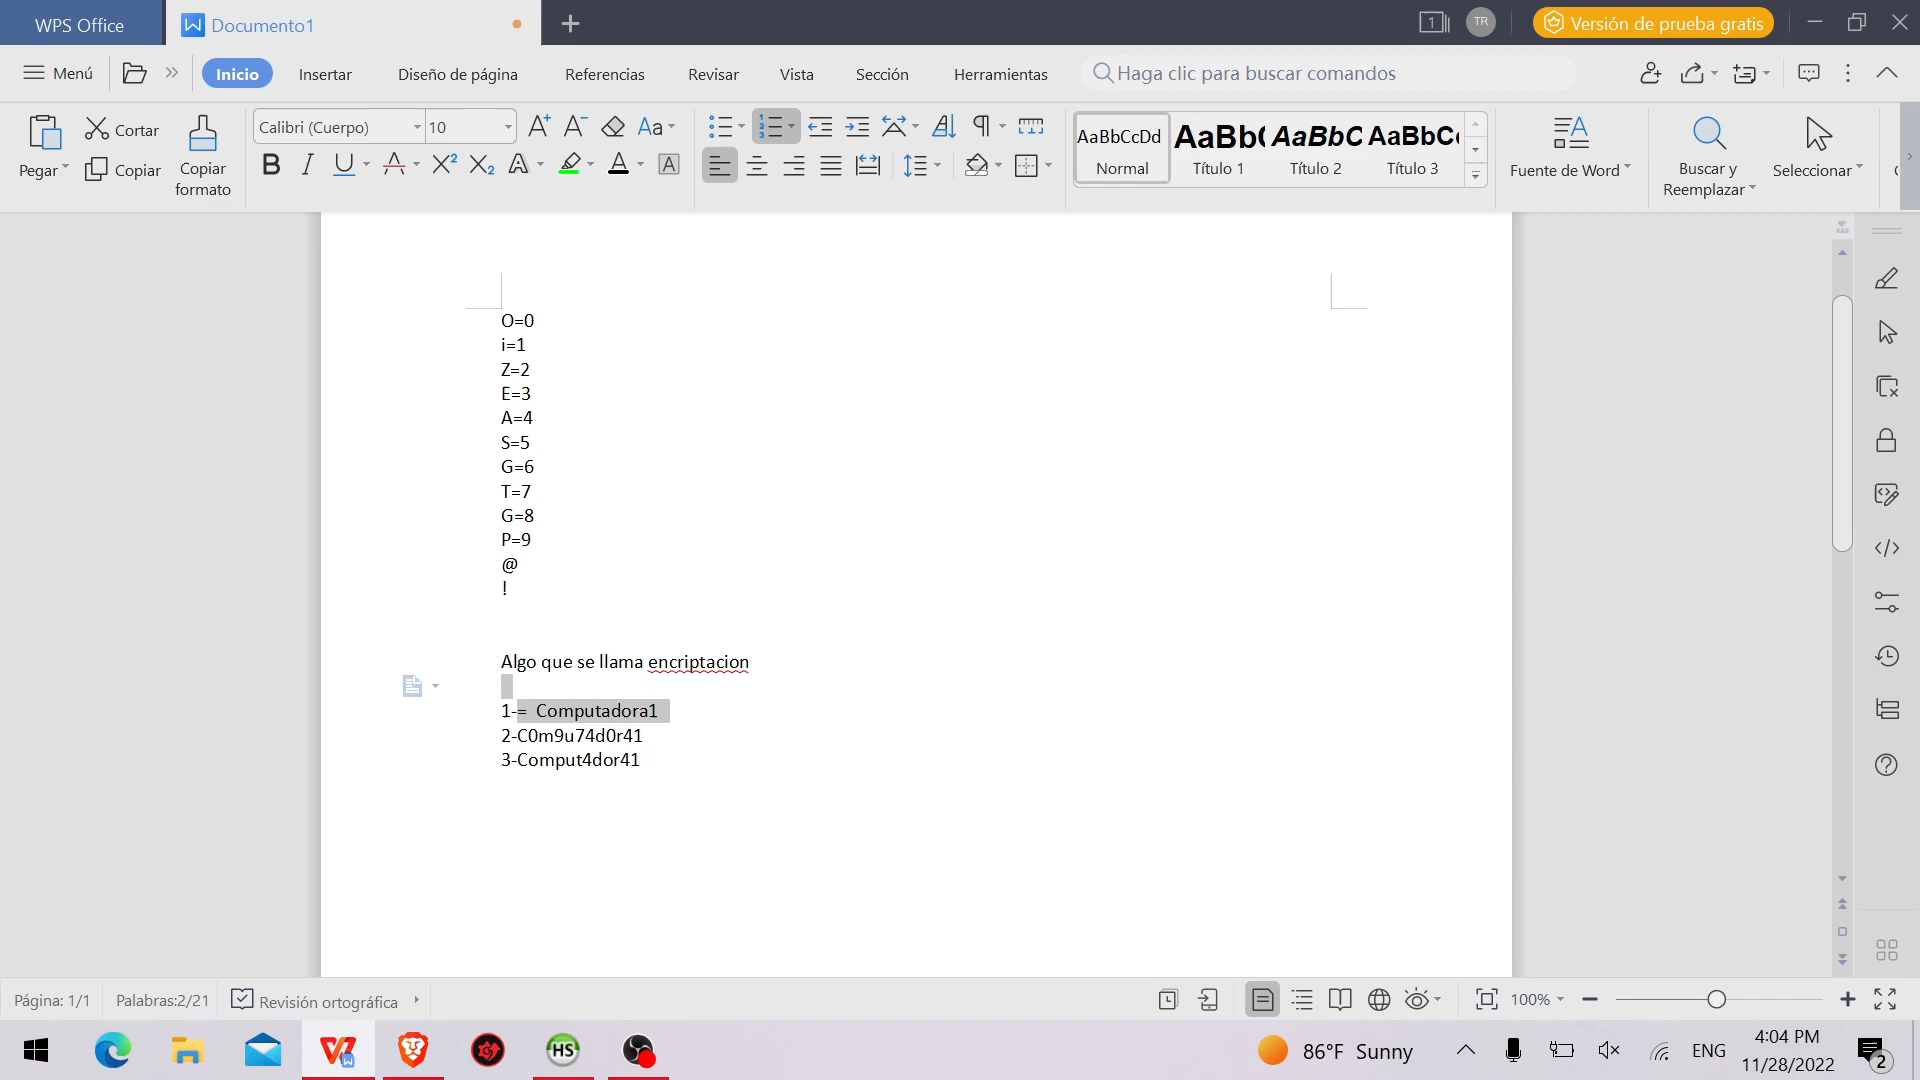 WPS Office
Documento1
1
TR
Versión de prueba gratis
Menú
Inicio
Insertar
Diseño de página
Referencias
Revisar
Vista
Sección
Herramientas
Haga clic para buscar comandos
Pegar
Cortar
Copiar
Copiar
formato
Calibri (Cuerpo)
10
AaBbCcDd
Normal
AaBb(
Título 1
AaBbC
Título 2
AaBbC
Título 3
Fuente de Word
Buscar y
Reemplazar
Seleccionar
O=0
i=1
Z=2
E=3
A=4
S=5
G=6
T=7
G=8
P=9
@
!
Algo que se llama encriptacion
1-=  Computadora1
2-C0m9u74d0r41
3-Comput4dor41
Página: 1/1
Palabras:2/21
Revisión ortográfica
100%
HS
86°F Sunny
ENG
4:04 PM
11/28/2022
2